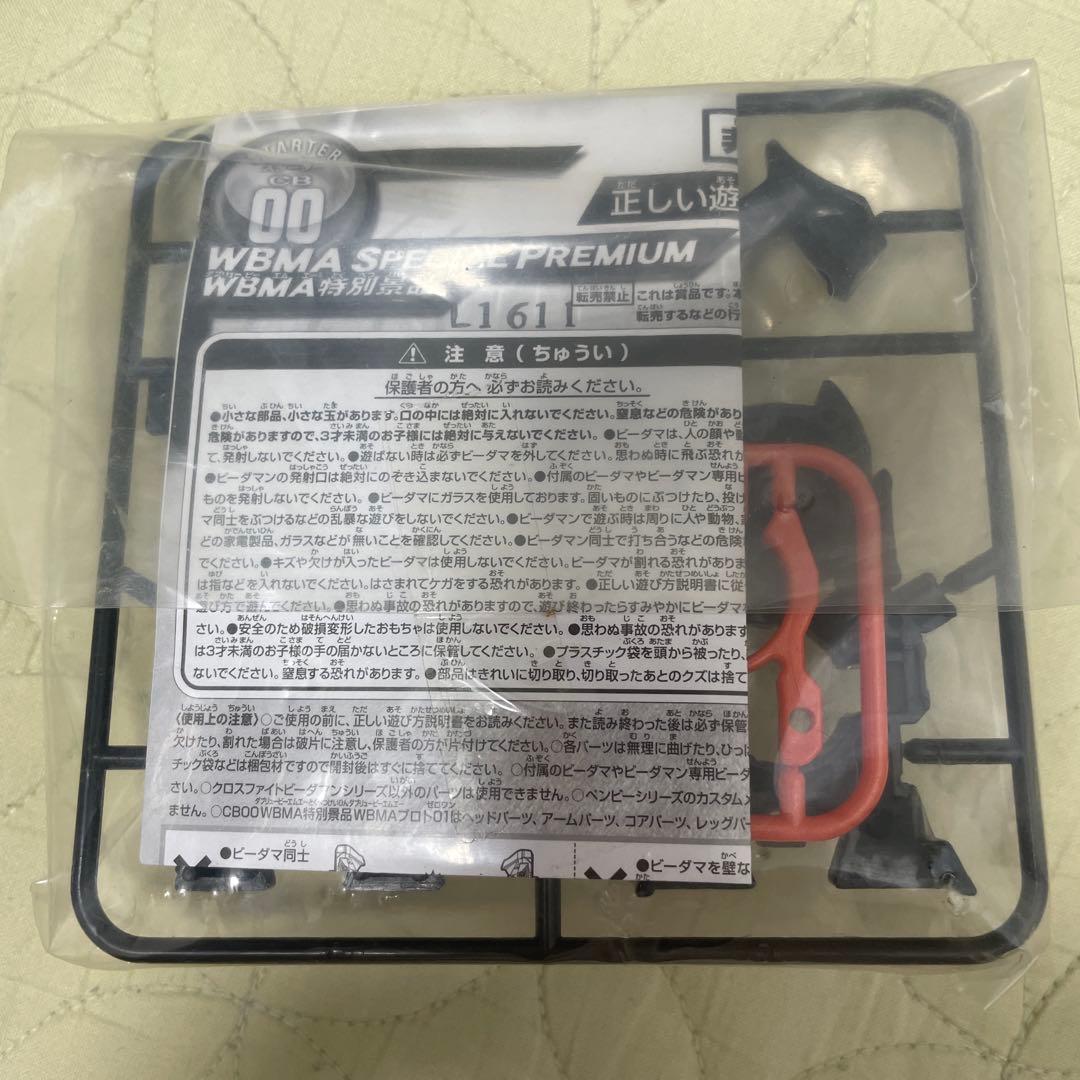 STARTER
CB
00
WBMA SPECIAL PREMIUM
WBMA特別景品
転売禁止
これは賞品です。
転売するなどの行
正しい遊
L1611
⚠ 注 意 (ちゅうい)
保護者の方へ 必ずお読みください。
●小さな部品、小さな玉があります。口の中には絶対に入れないでください。窒息などの危険があり
危険がありますので、3才未満のお子様には絶対に与えないでください。●ビーダマは、人の顔や動
て、発射しないでください。●遊ばない時は必ずビーダマを外してください。思わぬ時に飛ぶ恐れが
●ビーダマンの発射口は絶対にのぞき込まないでください。●付属のビーダマやビーダマン専用ビ
ものを発射しないでください。●ビーダマにガラスを使用しております。固いものにぶつけたり、投げ
マ同士をぶつけるなどの乱暴な遊びをしないでください。●ビーダマンで遊ぶ時は周りに人や動物、
どの家電製品、ガラスなどが無いことを確認してください。●ビーダマン同士で打ち合うなどの危険
でください。●キズや欠けが入ったビーダマは使用しないでください。ビーダマが割れる恐れがあり
は指などを入れないでください。はさまれてケガをする恐れがあります。●正しい遊び方説明書に従
遊び方で遊んでください。●思わぬ事故の恐れがありますので、遊び終わったらすみやかにビーダマ
さい。●安全のため破損変形したおもちゃは使用しないでください。●思わぬ事故の恐れがあります
は3才未満のお子様の手の届かないところに保管してください。●プラスチック袋を頭から被ったり、
ないでください。窒息する恐れがあります。●部品はきれいに切り取り、切り取ったあとのクズは捨て
〈使用上の注意〉○ご使用の前に、正しい遊び方説明書をお読みください。また読み終わった後は必ず保管
欠けたり、割れた場合は破片に注意し、保護者の方が片付けてください。○各パーツは無理に曲げたり、ひっ
チック袋などは梱包材ですので開封後はすぐに捨ててください。○付属のビーダマやビーダマン専用ビーダ
ん。○クロスファイトビーダマンシリーズ以外のパーツは使用できません。○ペンビーシリーズのカスタム
ません。○CB00WBMA特別景品WBMAプロト01はヘッドパーツ、アームパーツ、コアパーツ、レッグパー
●ビーダマ同士
●ビーダマを壁な